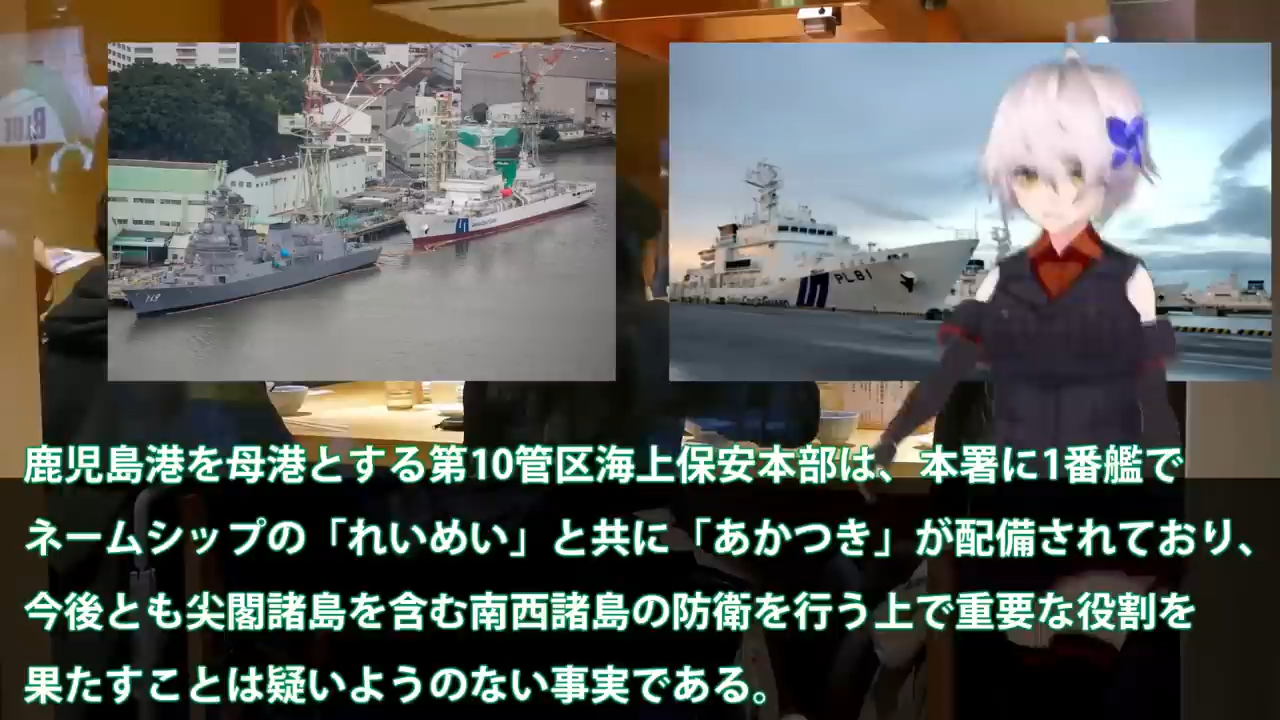 BLUE
119
PL81
Coast Guard
鹿児島港を母港とする第10管区海上保安本部は、本署に1番艦で
ネームシップの「れいめい」と共に「あかつき」が配備されており、
今後とも尖閣諸島を含む南西諸島の防衛を行う上で重要な役割を
果たすことは疑いようのない事実である。